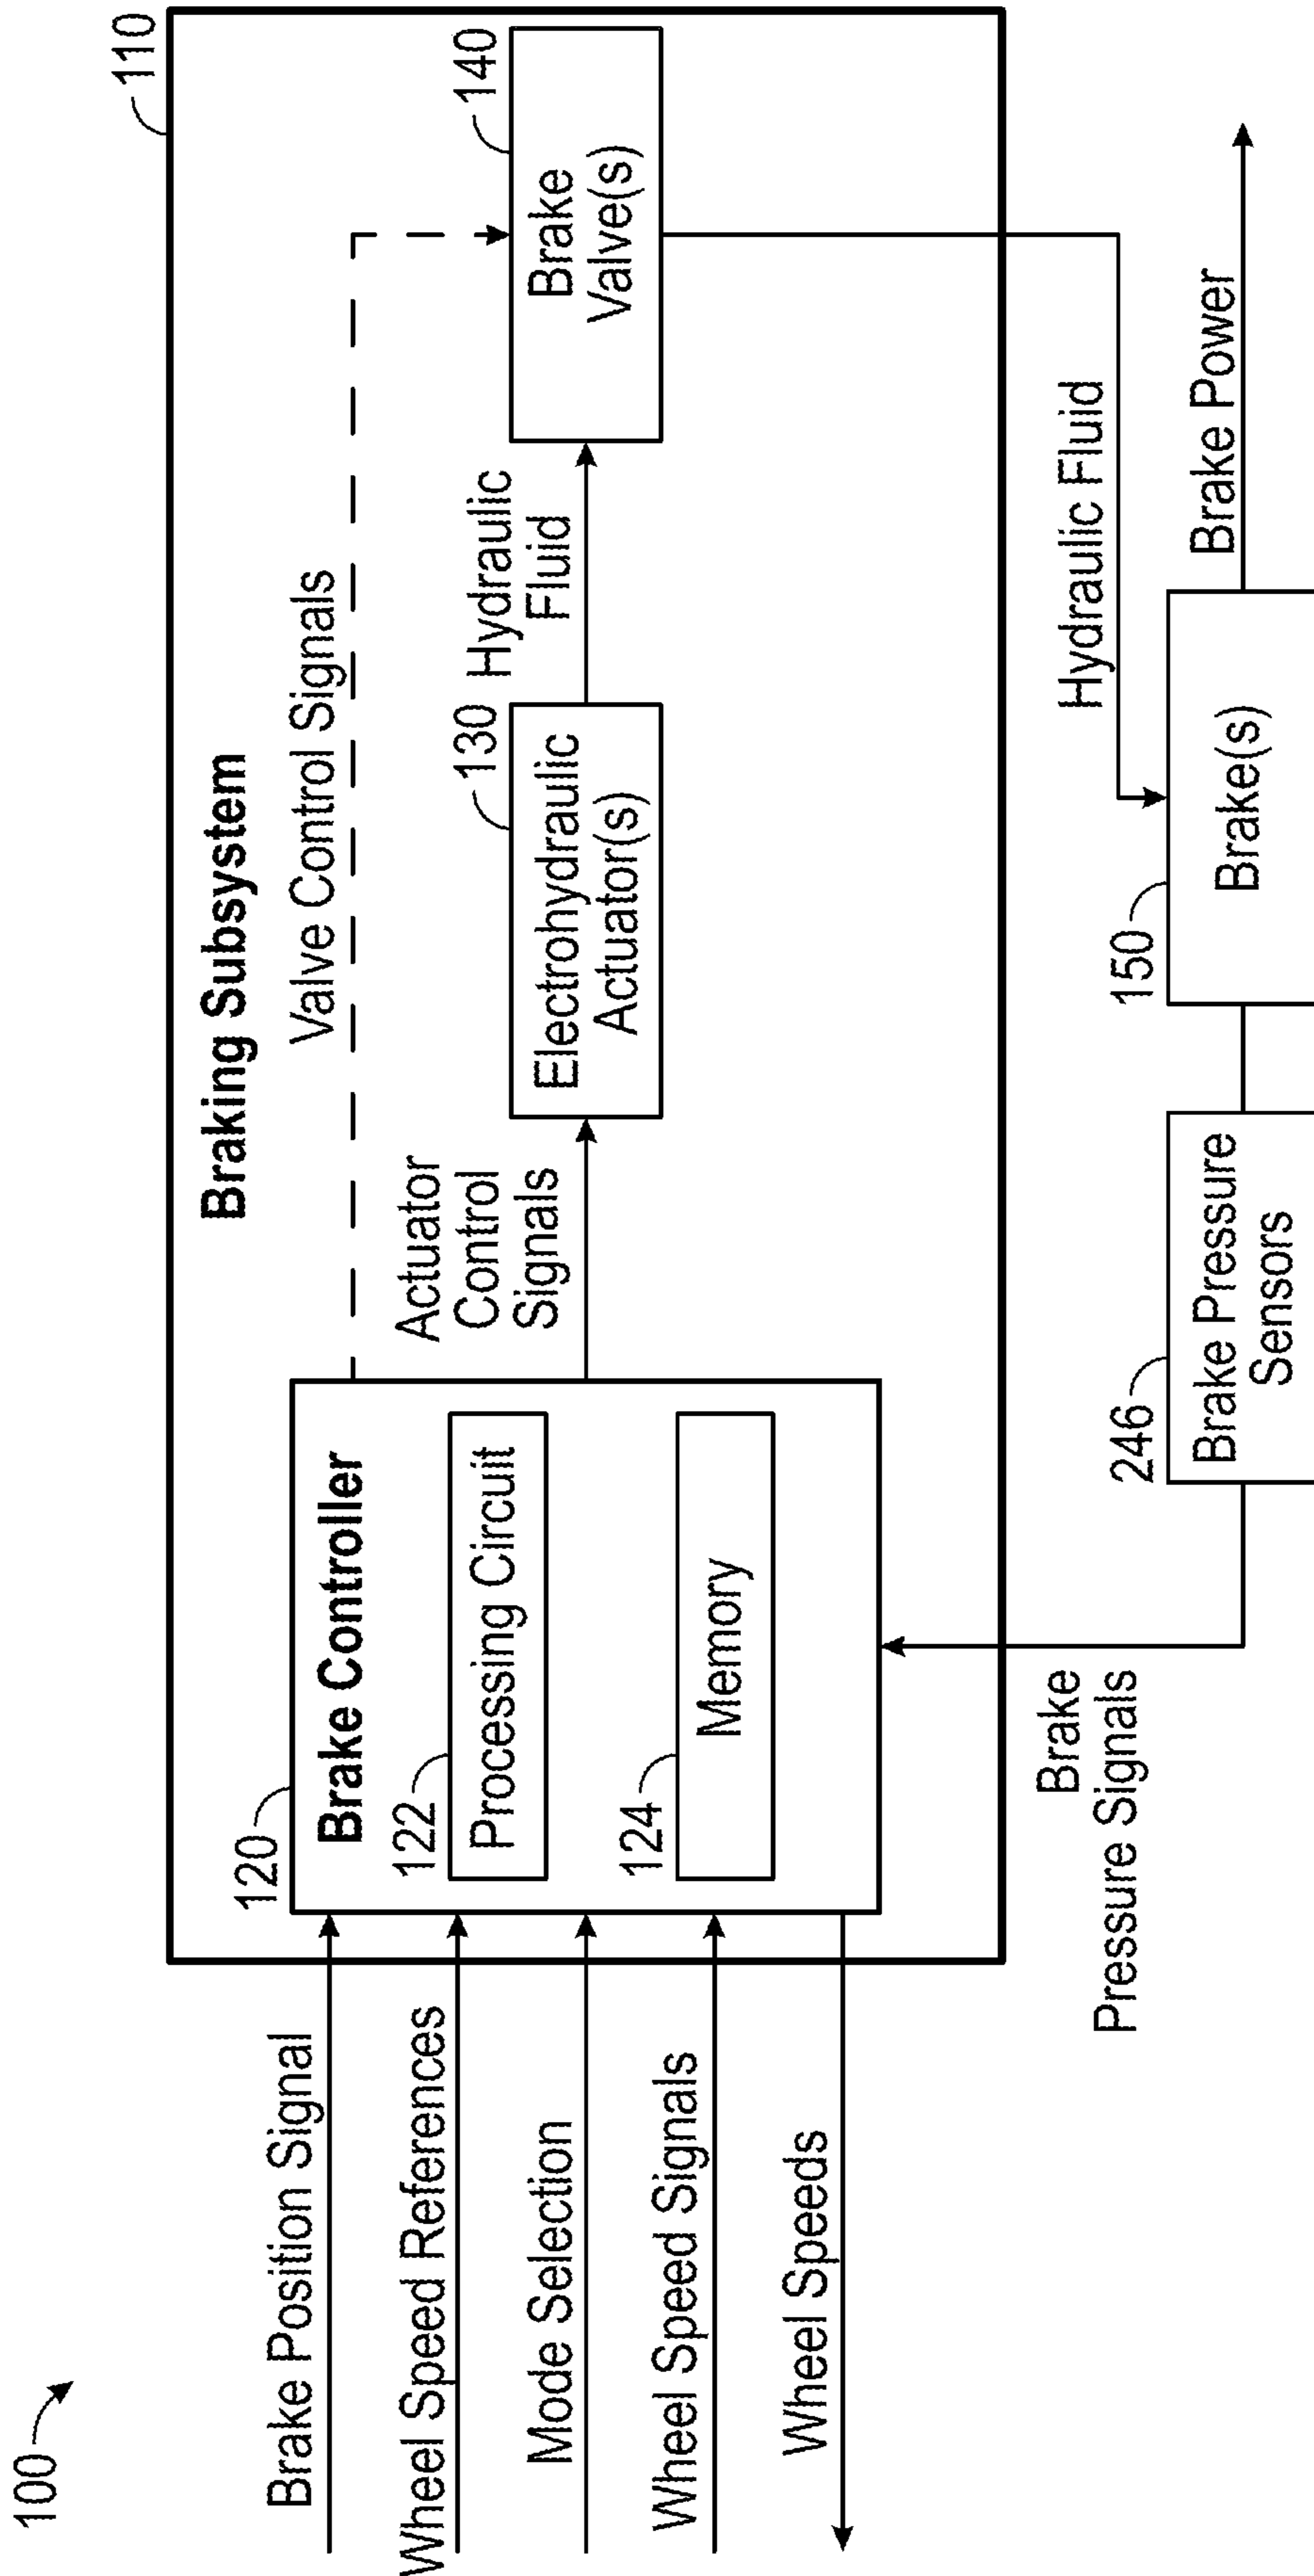 100
110
Braking Subsystem
Valve Control Signals
120
Brake Controller
122
Processing Circuit
124
Memory
Actuator
Control
Signals
130
Electrohydraulic
Actuator(s)
Hydraulic
Fluid
140
Brake
Valve(s)
Brake Position Signal
Wheel Speed References
Mode Selection
Wheel Speed Signals
Wheel Speeds
Brake
Pressure Signals
246
Brake Pressure
Sensors
150
Brake(s)
Hydraulic Fluid
Brake Power